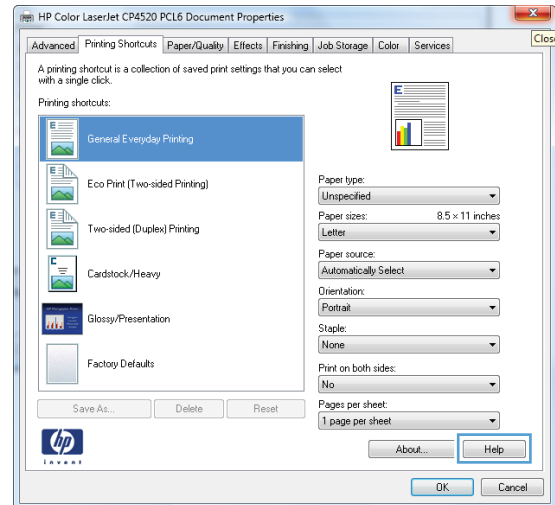 HP Color LaserJet CP4520 PCL6 Document Properties
Close
Advanced Printing Shortcuts Paper/Quality Effects Finishing Job Storage Color Services
A printing shortcut is a collection of saved print settings that you can select
with a single click.
Printing shortcuts:
E
General Everyday Printing
E
Eco Print (Two-sided Printing)
E
Two-sided (Duplex) Printing
E
Cardstock/Heavy
Glossy/Presentation
Factory Defaults
Save As... Delete Reset
hp
invent
E
Paper type:
Unspecified
Paper sizes: 8.5 × 11 inches
Letter
Paper source:
Automatically Select
Orientation:
Portrait
Staple:
None
Print on both sides:
No
Pages per sheet:
1 page per sheet
About... Help
OK Cancel